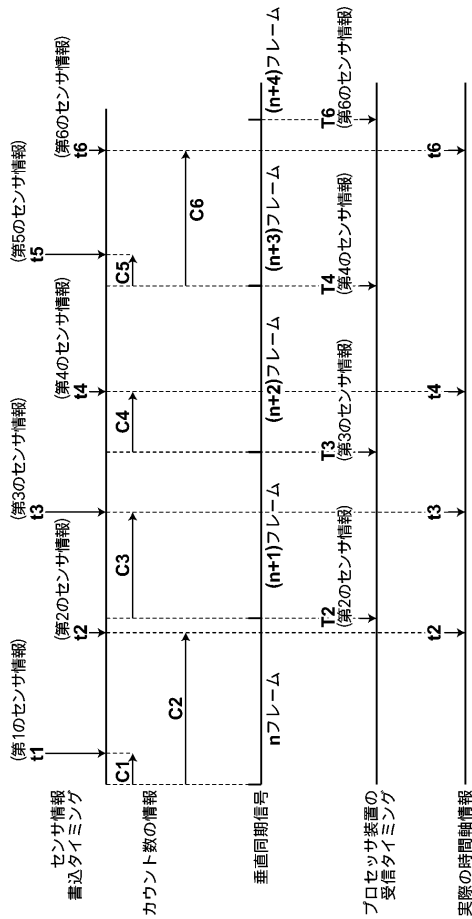 センサ情報
書込タイミング
(第1のセンサ情報)
t1
(第2のセンサ情報)
t2
(第3のセンサ情報)
t3
(第4のセンサ情報)
t4
(第5のセンサ情報)
t5
(第6のセンサ情報)
t6
カウント数の情報
C1
C2
C3
C4
C5
C6
垂直同期信号
nフレーム
(n+1)フレーム
(n+2)フレーム
(n+3)フレーム
(n+4)フレーム
プロセッサ装置の
受信タイミング
T2
(第2のセンサ情報)
T3
(第3のセンサ情報)
T4
(第4のセンサ情報)
T6
(第6のセンサ情報)
実際の時間軸情報
t2
t3
t4
t6